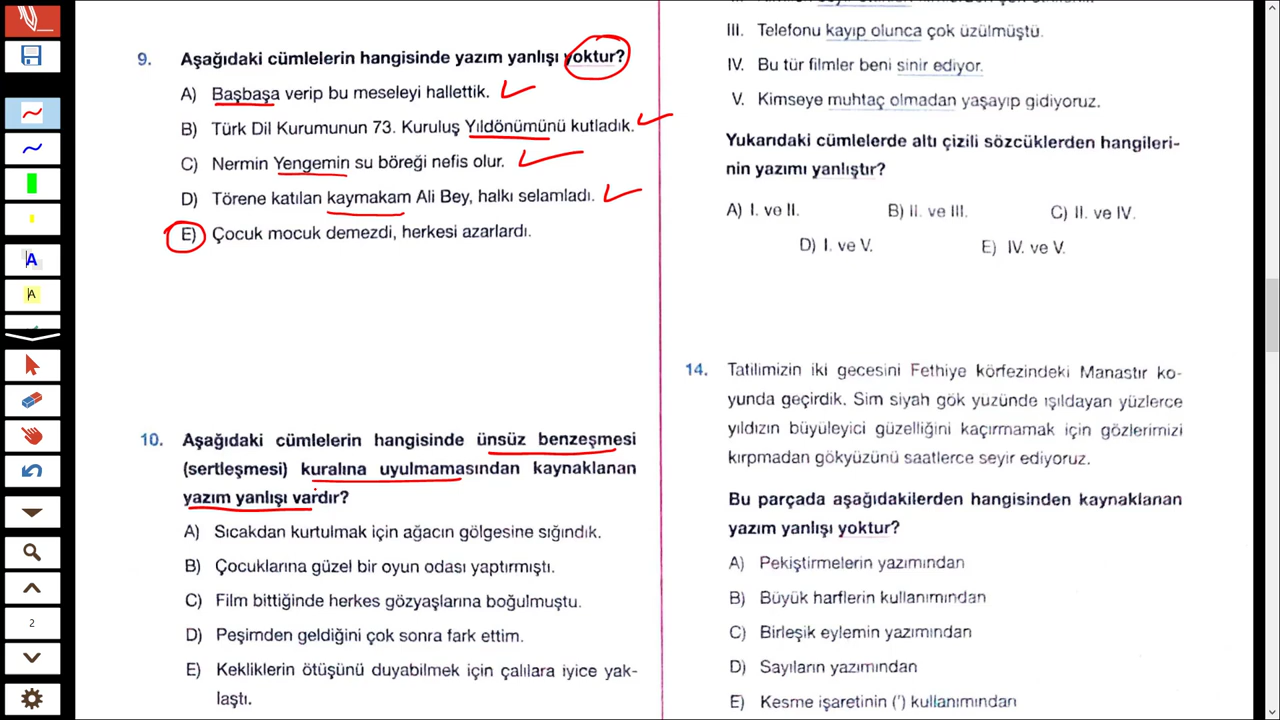 9. Aşağıdaki cümlelerin hangisinde yazım yanlışı yoktur?
A) Başbaşa verip bu meseleyi hallettik.
B) Türk Dil Kurumunun 73. Kuruluş Yıldönümünü kutladık.
C) Nermin Yengemin su böreği nefis olur.
D) Törene katılan kaymakam Ali Bey, halkı selamladı.
E) Çocuk mocuk demezdi, herkesi azarlardı.
10. Aşağıdaki cümlelerin hangisinde ünsüz benzeşmesi
(sertleşmesi) kuralına uyulmamasından kaynaklanan
yazım yanlışı vardır?
A) Sıcakdan kurtulmak için ağacın gölgesine sığındık.
B) Çocuklarına güzel bir oyun odası yaptırmıştı.
C) Film bittiğinde herkes gözyaşlarına boğulmuştu.
D) Peşimden geldiğini çok sonra fark ettim.
E) Kekliklerin ötüşünü duyabilmek için çalılara iyice yak-
laştı.
III. Telefonu kayıp olunca çok üzülmüştü.
IV. Bu tür filmler beni sinir ediyor.
V. Kimseye muhtaç olmadan yaşayıp gidiyoruz.
Yukarıdaki cümlelerde altı çizili sözcüklerden hangileri-
nin yazımı yanlıştır?
A) I. ve II. B) II. ve III. C) II. ve IV.
D) I. ve V. E) IV. ve V.
14. Tatilimizin iki gecesini Fethiye körfezindeki Manastır ko-
yunda geçirdik. Sim siyah gök yuzünde ışıldayan yüzlerce
yıldızın büyüleyici güzelliğini kaçırmamak için gözlerimizi
kırpmadan gökyüzünü saatlerce seyir ediyoruz.
Bu parçada aşağıdakilerden hangisinden kaynaklanan
yazım yanlışı yoktur?
A) Pekiştirmelerin yazımından
B) Büyük harflerin kullanımından
C) Birleşik eylemin yazımından
D) Sayıların yazımından
E) Kesme işaretinin (') kullanımından
A
A
2